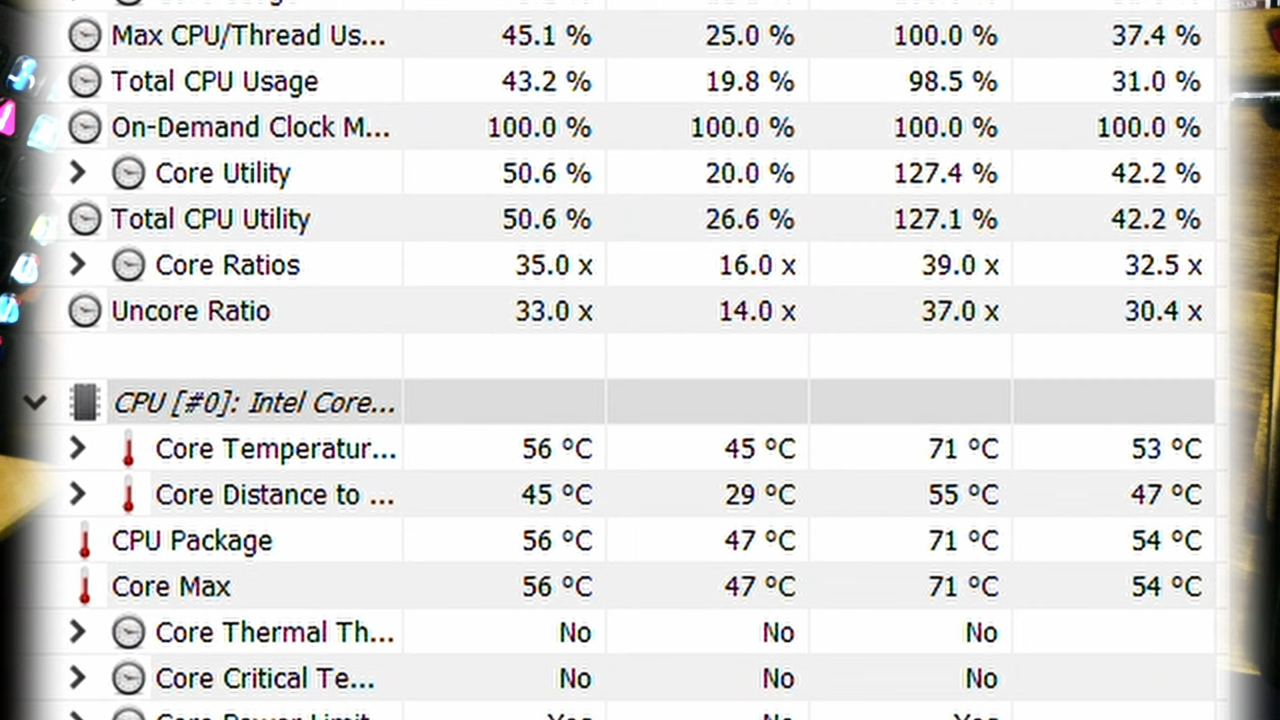 Max CPU/Thread Us... 45.1 % 25.0 % 100.0 % 37.4 %
Total CPU Usage 43.2 % 19.8 % 98.5 % 31.0 %
On-Demand Clock M... 100.0 % 100.0 % 100.0 % 100.0 %
Core Utility 50.6 % 20.0 % 127.4 % 42.2 %
Total CPU Utility 50.6 % 26.6 % 127.1 % 42.2 %
Core Ratios 35.0 x 16.0 x 39.0 x 32.5 x
Uncore Ratio 33.0 x 14.0 x 37.0 x 30.4 x
CPU [#0]: Intel Core...
Core Temperatur... 56 °C 45 °C 71 °C 53 °C
Core Distance to ... 45 °C 29 °C 55 °C 47 °C
CPU Package 56 °C 47 °C 71 °C 54 °C
Core Max 56 °C 47 °C 71 °C 54 °C
Core Thermal Th... No No No
Core Critical Te... No No No
Core Power Limit Yes No Yes